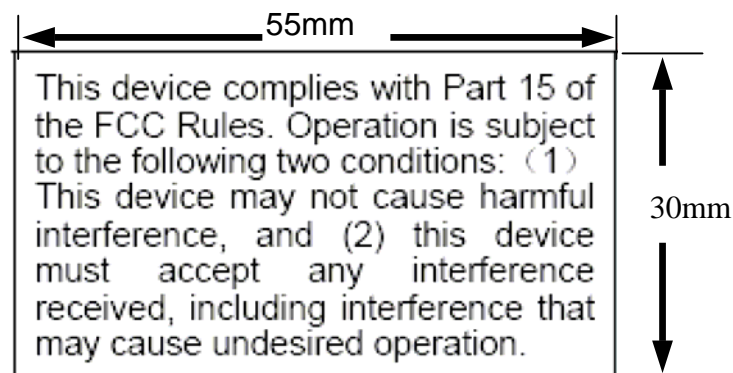 55mm
This device complies with Part 15 of
the FCC Rules. Operation is subject
to the following two conditions:（1）
This device may not cause harmful
interference, and (2) this device
must accept any interference
received, including interference that
may cause undesired operation.
30mm